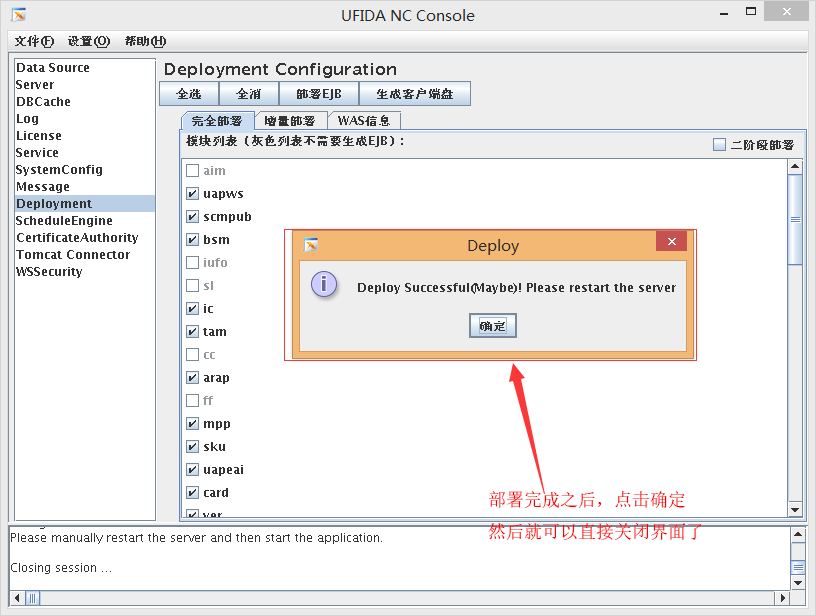 UFIDA NC Console
文件(F) 设置(O) 帮助(H)
Data Source
Server
DBCache
Log
License
Service
SystemConfig
Message
Deployment
ScheduleEngine
CertificateAuthority
Tomcat Connector
WSSecurity
Deployment Configuration
全选 全消 部署EJB 生成客户端盘
完全部署 增量部署 WAS信息
模块列表（灰色列表不需要生成EJB）：
二阶段部署
aim
uapws
scmpub
bsm
iufo
sl
ic
tam
cc
arap
ff
mpp
sku
uapeai
card
ver
Deploy
Deploy Successful(Maybe)! Please restart the server
确定
部署完成之后，点击确定
然后就可以直接关闭界面了
Please manually restart the server and then start the application.
Closing session ...